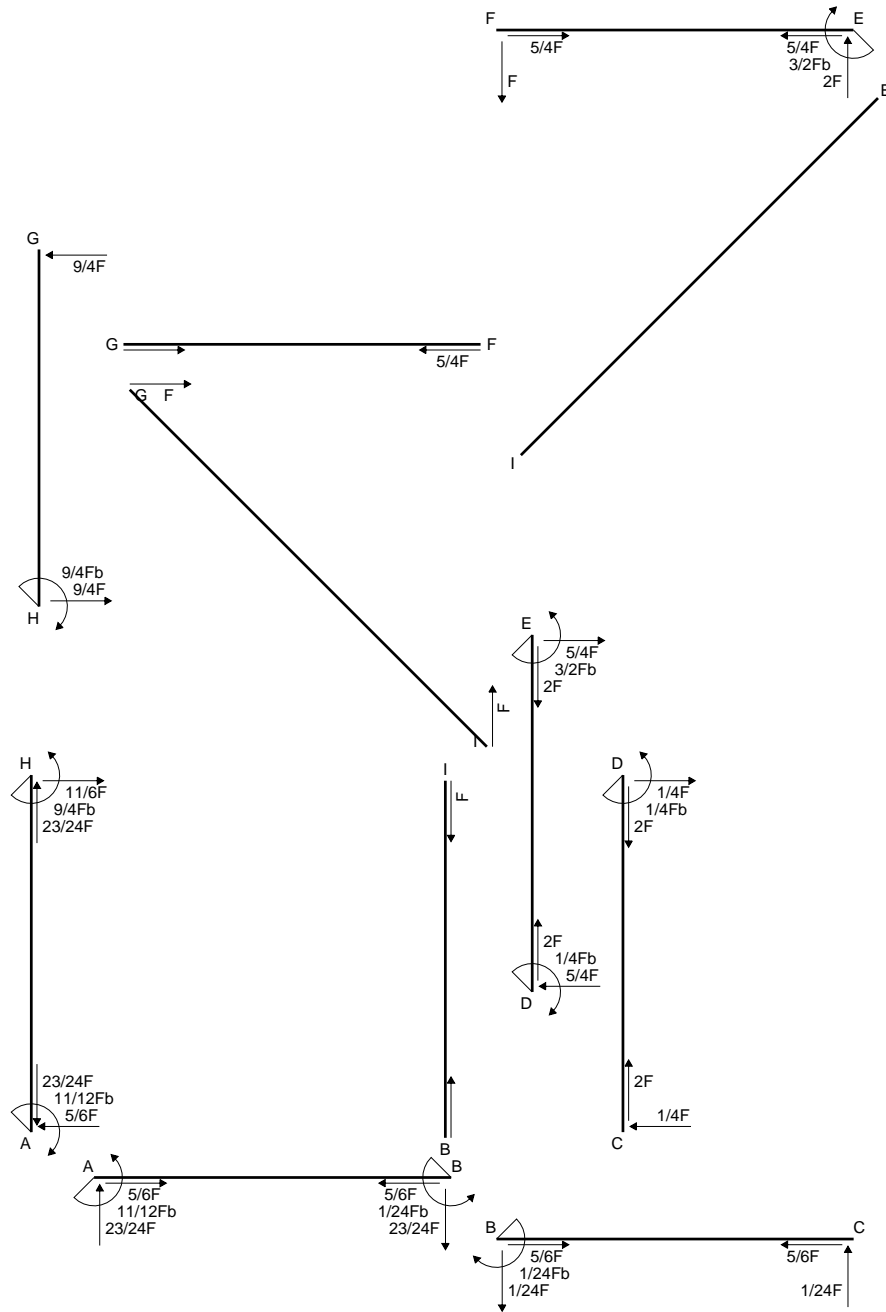 F E
5/4F 5/4F
3/2Fb
F 2F
E
G
9/4F
G F
5/4F
G F
I
9/4Fb
9/4F
H
E
5/4F
3/2Fb
2F
F
I
H
11/6F
9/4Fb
23/24F
I
F
D
1/4F
1/4Fb
2F
2F
1/4Fb
5/4F
D
23/24F
11/12Fb
5/6F
A
2F
1/4F
C
B
A B
5/6F 5/6F
11/12Fb 1/24Fb
23/24F 23/24F
B C
5/6F 5/6F
1/24Fb
1/24F 1/24F